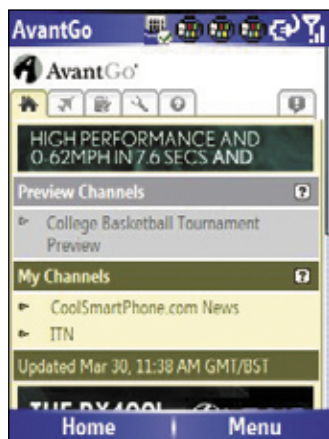 AvantGo
AvantGo
HIGH PERFORMANCE AND
0-62MPH IN 7.6 SECS AND
Preview Channels ?
College Basketball Tournament
Preview
My Channels ?
CoolSmartPhone.com News
ITN
Updated Mar 30, 11:38 AM GMT/BST
Home Menu